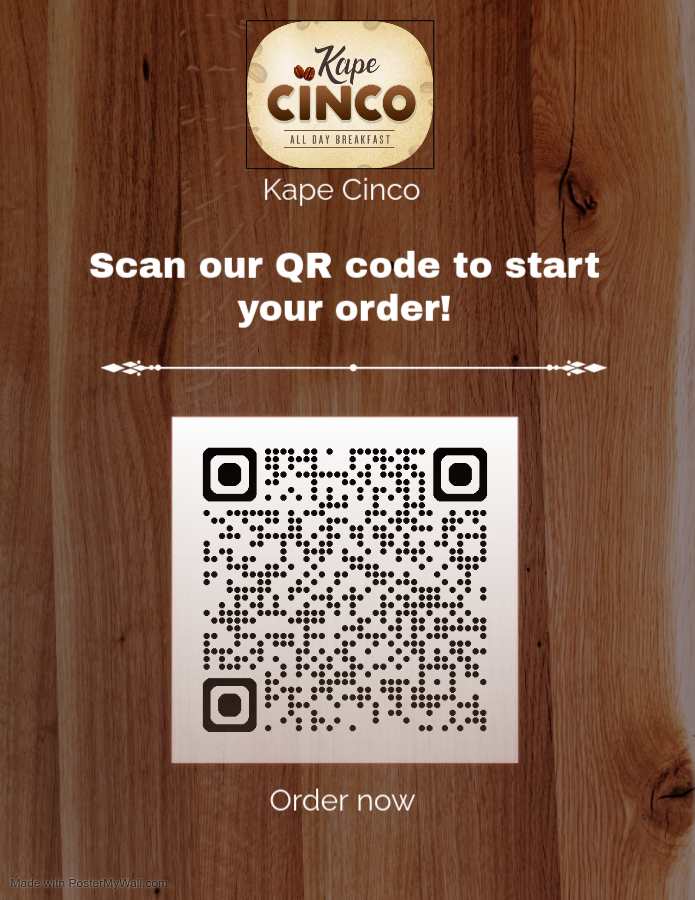 Kape
CINCO
ALL DAY BREAKFAST
Kape Cinco
Scan our QR code to start
your order!
Order now
Made with PosterMyWall.com